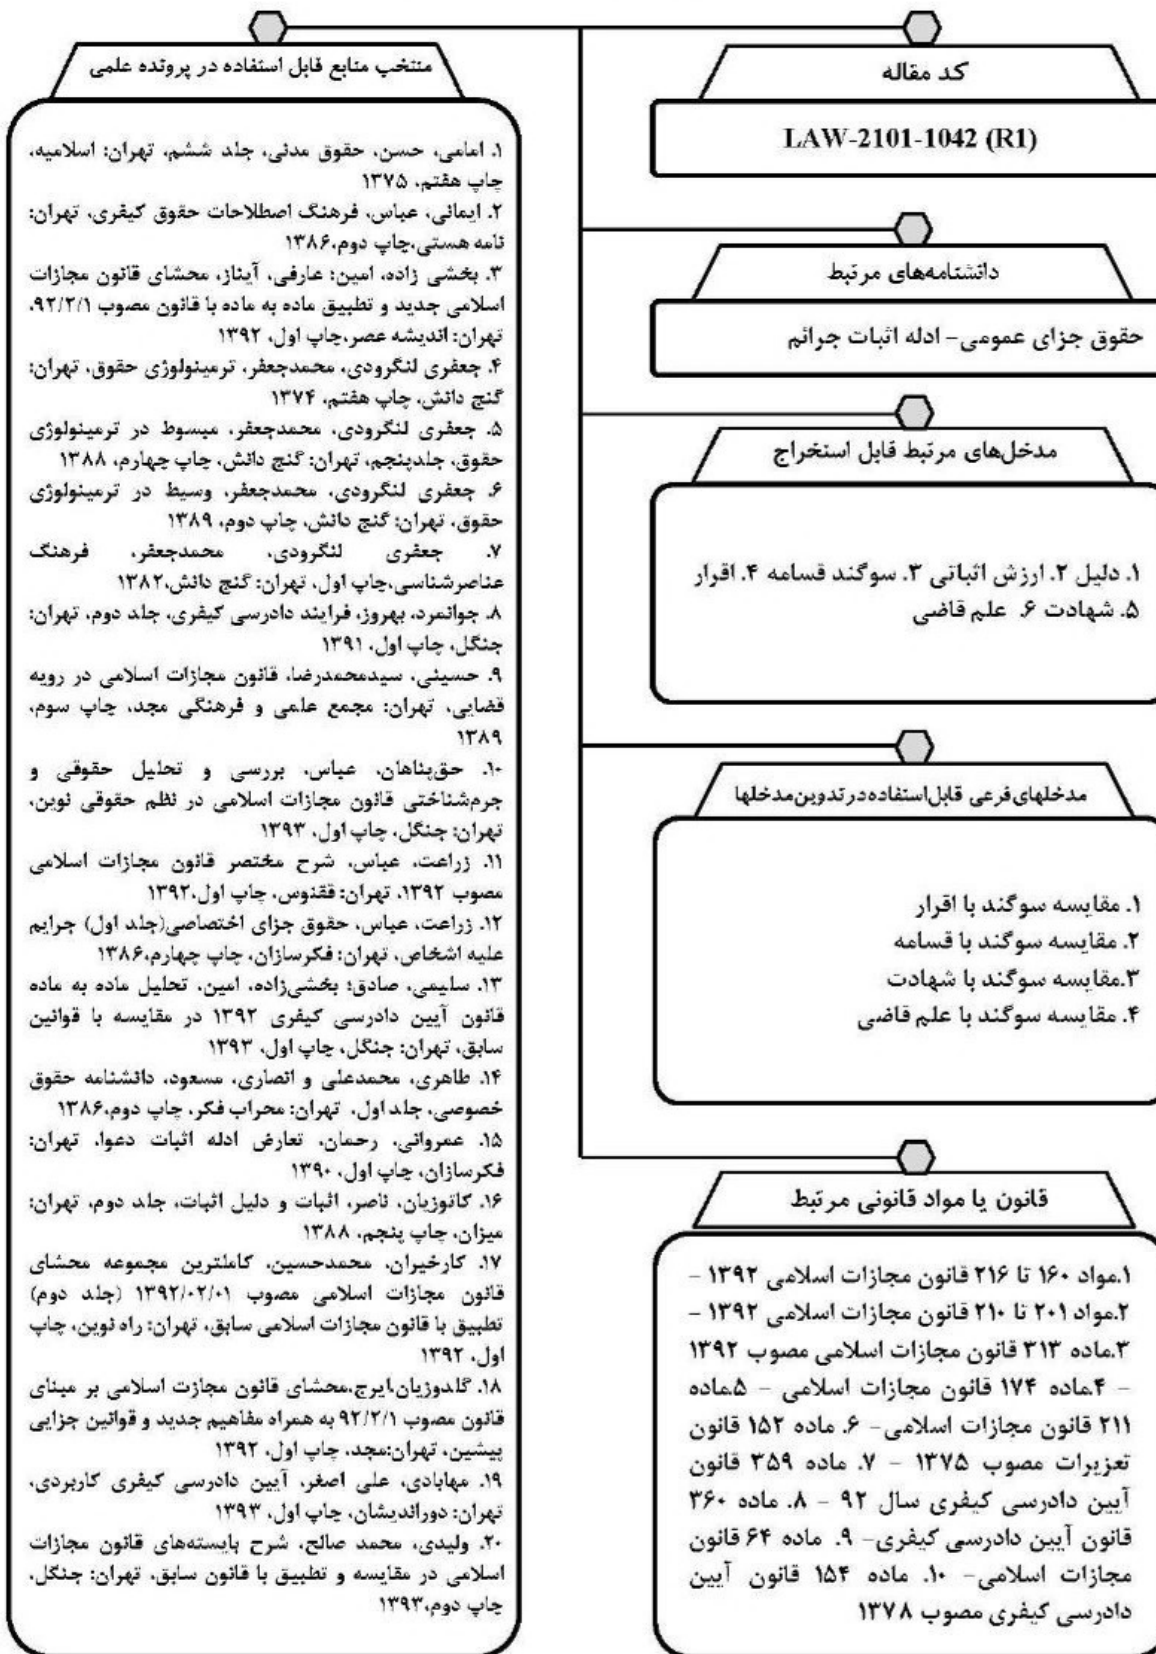 کد مقاله
LAW-2101-1042 (R1)
دانشنامه‌های مرتبط
حقوق جزای عمومی- ادله اثبات جرائم
مدخل‌های مرتبط قابل استخراج
۱. دلیل ۲. ارزش اثباتی ۳. سوگند قسامه ۴. اقرار
۵. شهادت ۶. علم قاضی
مدخلهای فرعی قابل‌استفاده‌در‌تدوین‌مدخلها
۱. مقایسه سوگند با اقرار
۲. مقایسه سوگند با قسامه
۳.مقایسه سوگند با شهادت
۴. مقایسه سوگند با علم قاضی
قانون یا مواد قانونی مرتبط
۱.مواد ۱۶۰ تا ۲۱۶ قانون مجازات اسلامی ۱۳۹۲ –
۲.مواد ۲۰۱ تا ۲۱۰ قانون مجازات اسلامی ۱۳۹۲ –
۳.ماده ۳۱۳ قانون مجازات اسلامی مصوب ۱۳۹۲
– ۴.ماده ۱۷۴ قانون مجازات اسلامی – ۵.ماده
۲۱۱ قانون مجازات اسلامی- ۶. ماده ۱۵۲ قانون
تعزیرات مصوب ۱۳۷۵ – ۷. ماده ۳۵۹ قانون
آیین دادرسی کیفری سال ۹۲ – ۸. ماده ۳۶۰
قانون آیین دادرسی کیفری- ۹. ماده ۶۴ قانون
مجازات اسلامی- ۱۰. ماده ۱۵۴ قانون آیین
دادرسی کیفری مصوب ۱۳۷۸
منتخب منابع قابل استفاده در پرونده علمی
۱. امامی، حسن، حقوق مدنی، جلد ششم، تهران: اسلامیه،
چاپ هفتم، ۱۳۷۵
۲. ایمانی، عباس، فرهنگ اصطلاحات حقوق کیفری، تهران:
نامه هستی،چاپ دوم،۱۳۸۶
۳. بخشی زاده، امین؛ عارفی، آیناز، محشای قانون مجازات
اسلامی جدید و تطبیق ماده به ماده با قانون مصوب ۹۲/۲/۱،
تهران: اندیشه عصر،چاپ اول، ۱۳۹۲
۴. جعفری لنگرودی، محمدجعفر، ترمینولوژی حقوق، تهران:
گنج دانش، چاپ هفتم، ۱۳۷۴
۵. جعفری لنگرودی، محمدجعفر، مبسوط در ترمینولوژی
حقوق، جلدپنجم، تهران: گنج دانش، چاپ چهارم، ۱۳۸۸
۶. جعفری لنگرودی، محمدجعفر، وسیط در ترمینولوژی
حقوق، تهران: گنج دانش، چاپ دوم، ۱۳۸۹
۷. جعفری لنگرودی، محمدجعفر، فرهنگ
عناصرشناسی،چاپ اول، تهران: گنج دانش،۱۳۸۲
۸. جوانمرد، بهروز، فرایند دادرسی کیفری، جلد دوم، تهران:
جنگل، چاپ اول، ۱۳۹۱
۹. حسینی، سیدمحمدرضا، قانون مجازات اسلامی در رویه
قضایی، تهران: مجمع علمی و فرهنگی مجد، چاپ سوم،
۱۳۸۹
۱۰. حق‌پناهان، عباس، بررسی و تحلیل حقوقی و
جرم‌شناختی قانون مجازات اسلامی در نظم حقوقی نوین،
تهران: جنگل، چاپ اول، ۱۳۹۳
۱۱. زراعت، عباس، شرح مختصر قانون مجازات اسلامی
مصوب ۱۳۹۲، تهران: ققنوس، چاپ اول،۱۳۹۲
۱۲. زراعت، عباس، حقوق جزای اختصاصی(جلد اول) جرایم
علیه اشخاص، تهران: فکرسازان، چاپ چهارم،۱۳۸۶
۱۳. سلیمی، صادق؛ بخشی‌زاده، امین، تحلیل ماده به ماده
قانون آیین دادرسی کیفری ۱۳۹۲ در مقایسه با قوانین
سابق، تهران: جنگل، چاپ اول، ۱۳۹۳
۱۴. طاهری، محمدعلی و انصاری، مسعود، دانشنامه حقوق
خصوصی، جلد اول، تهران: محراب فکر، چاپ دوم،۱۳۸۶
۱۵. عمروانی، رحمان، تعارض ادله اثبات دعوا، تهران:
فکرسازان، چاپ اول، ۱۳۹۰
۱۶. کاتوزیان، ناصر، اثبات و دلیل اثبات، جلد دوم، تهران:
میزان، چاپ پنجم، ۱۳۸۸
۱۷. کارخیران، محمدحسین، کاملترین مجموعه محشای
قانون مجازات اسلامی مصوب ۱۳۹۲/۰۲/۰۱ (جلد دوم)
تطبیق با قانون مجازات اسلامی سابق، تهران: راه نوین، چاپ
اول، ۱۳۹۲
۱۸. گلدوزیان،ایرج،محشای قانون مجازت اسلامی بر مبنای
قانون مصوب ۹۲/۲/۱ به همراه مفاهیم جدید و قوانین جزایی
پیشین، تهران:مجد، چاپ اول، ۱۳۹۲
۱۹. مهابادی، علی اصغر، آیین دادرسی کیفری کاربردی،
تهران: دوراندیشان، چاپ اول، ۱۳۹۳
۲۰. ولیدی، محمد صالح، شرح بایسته‌های قانون مجازات
اسلامی در مقایسه و تطبیق با قانون سابق، تهران: جنگل،
چاپ دوم،۱۳۹۳